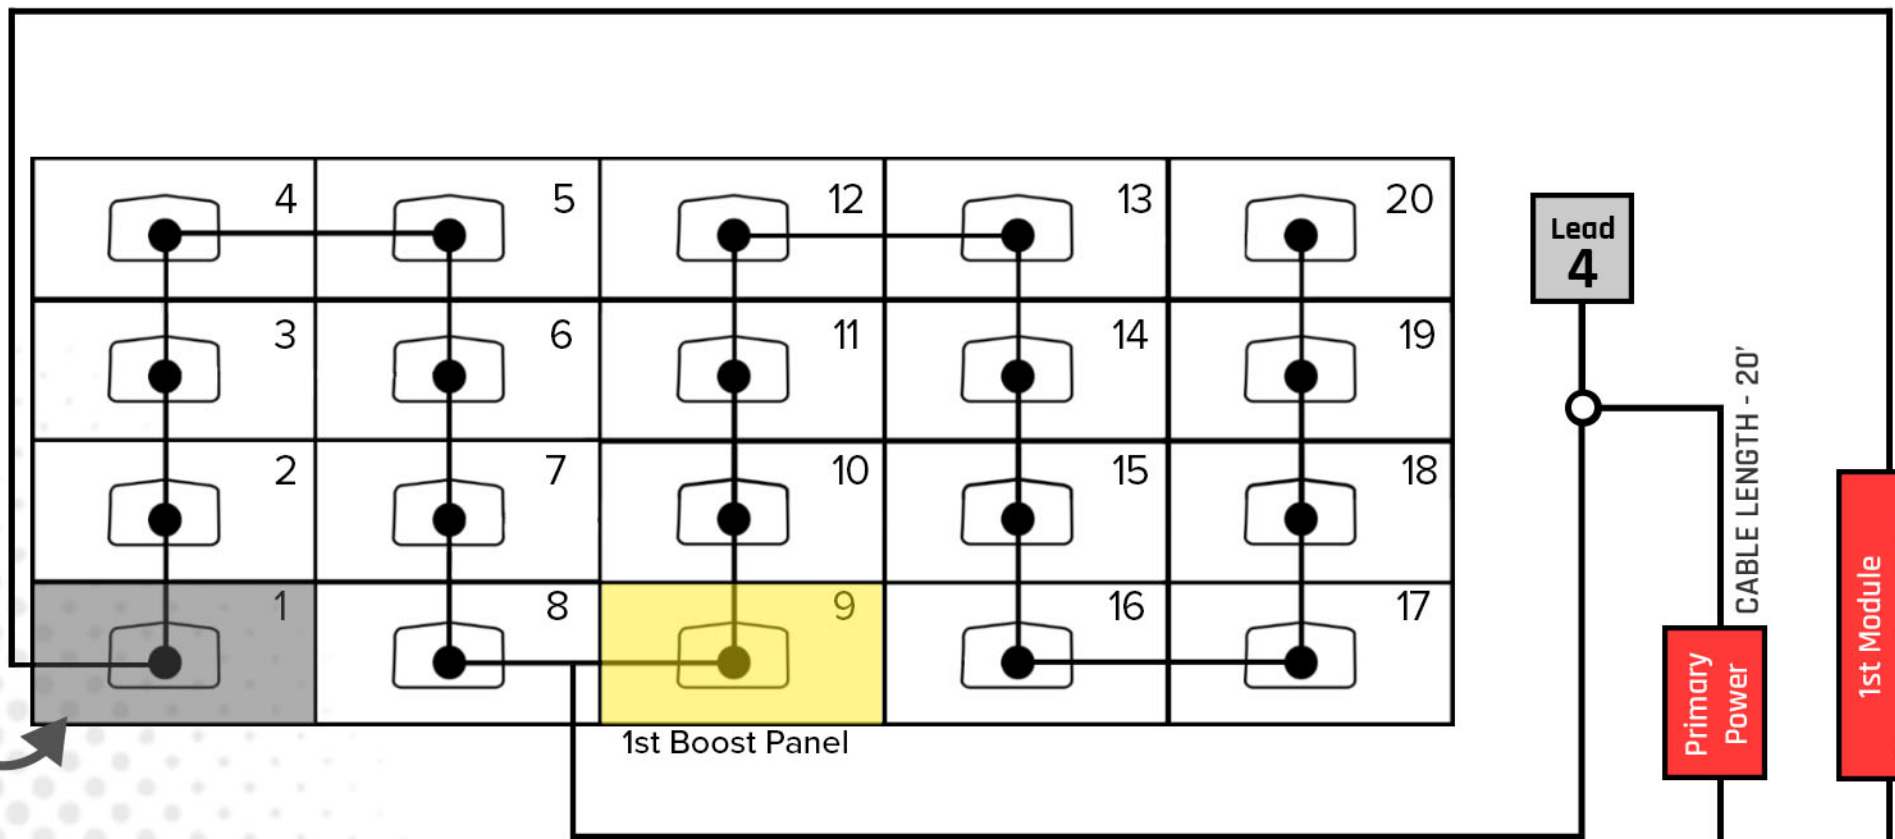 4 5 12 13 20
3 6 11 14 19
2 7 10 15 18
1 8 9 16 17
1st Boost Panel
Lead
4
CABLE LENGTH - 20'
Primary
Power
1st Module